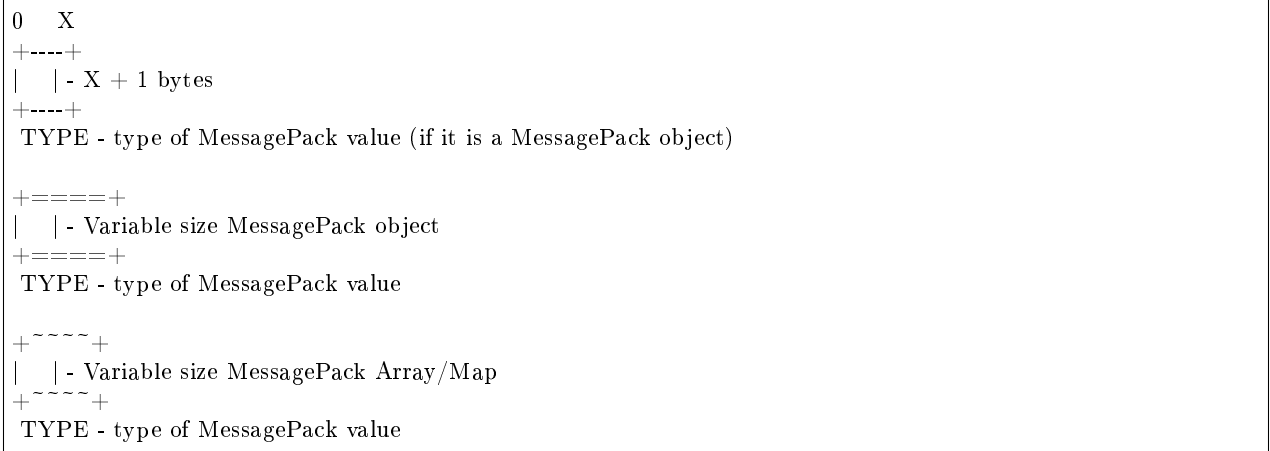 0    X
+----+
|    | - X + 1 bytes
+----+
TYPE - type of MessagePack value (if it is a MessagePack object)
+====+
|    | - Variable size MessagePack object
+====+
TYPE - type of MessagePack value
+~~~~+
|    | - Variable size MessagePack Array/Map
+~~~~+
TYPE - type of MessagePack value